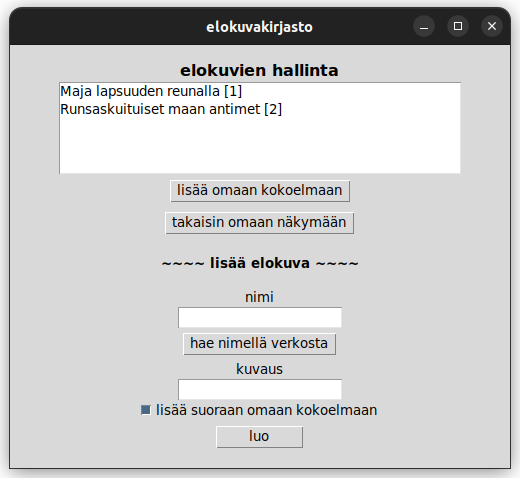 elokuvakirjasto
elokuvien hallinta
Maja lapsuuden reunalla [1]
Runsaskuituiset maan antimet [2]
lisää omaan kokoelmaan
takaisin omaan näkymään
~~~~ lisää elokuva ~~~~
nimi
hae nimellä verkosta
kuvaus
lisää suoraan omaan kokoelmaan
luo